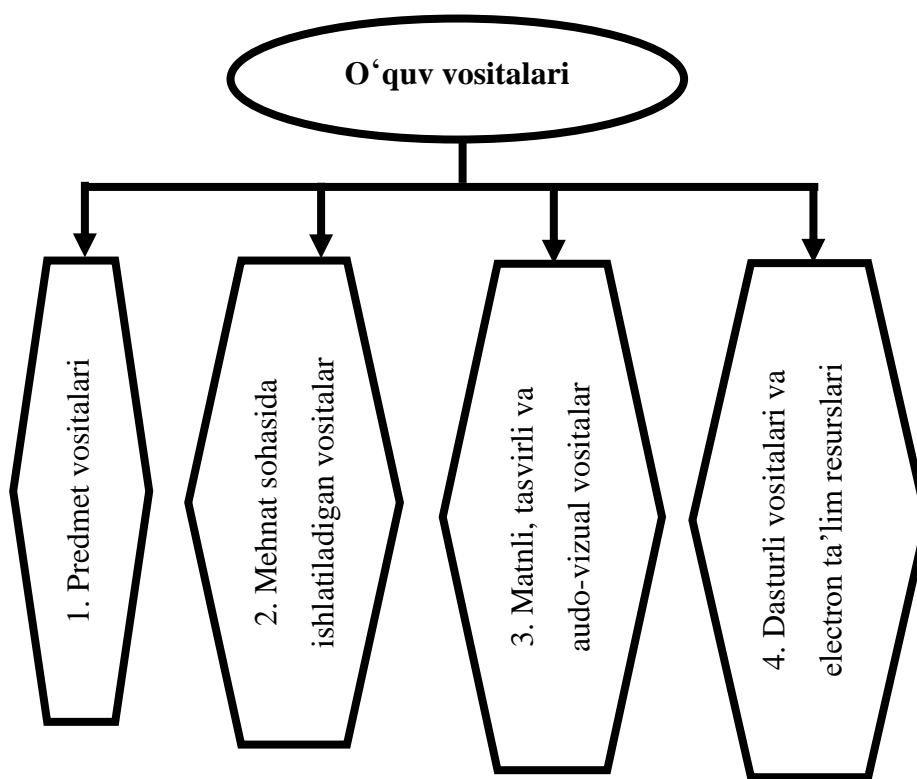 Oʻquv vositalari
1. Predmet vositalari
2. Mehnat sohasida
ishlatiladigan vositalar
3. Matnli, tasvirli va
audo-vizual vositalar
4. Dasturli vositalari va
electron ta’lim resurslari